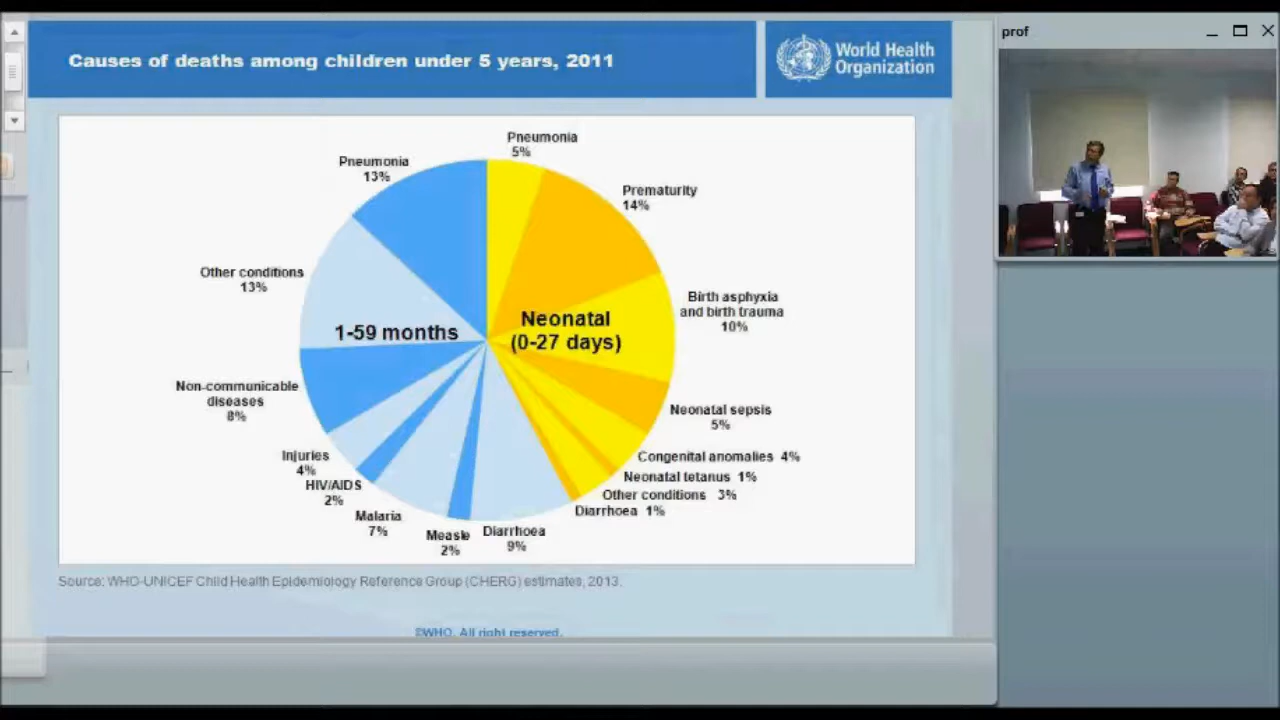 Causes of deaths among children under 5 years, 2011
World Health
Organization
prof
Pneumonia
5%
Prematurity
14%
Birth asphyxia
and birth trauma
10%
Neonatal sepsis
5%
Congenital anomalies 4%
Neonatal tetanus 1%
Other conditions 3%
Diarrhoea 1%
Diarrhoea
9%
Measle
2%
Malaria
7%
HIV/AIDS
2%
Injuries
4%
Non-communicable
diseases
8%
Other conditions
13%
Pneumonia
13%
1-59 months
Neonatal
(0-27 days)
Source: WHO-UNICEF Child Health Epidemiology Reference Group (CHERG) estimates, 2013.
©WHO. All right reserved.